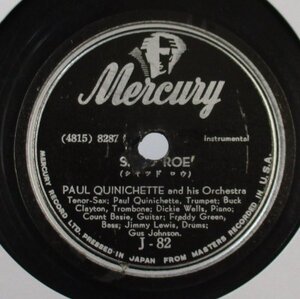 Mercury
(4815) 8287
instrumental
PAUL QUINICHETTE and his Orchestra
Tenor-Sax; Paul Quinichette, Trumpet; Buck
Clayton, Trombone; Dickie Wells, Piano;
Count Basie, Guitar; Freddy Green,
Bass; Jimmy Lewis, Drums;
Gus Johnson.
J-82
MERCURY RECORD LTD. PRESSED IN JAPAN FROM MASTERS RECORDED IN U.S.A.